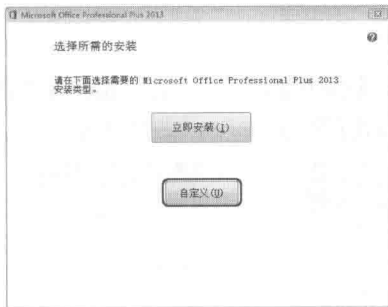 Microsoft Office Professional Plus 2013
选择所需的安装
请在下面选择需要的 Microsoft Office Professional Plus 2013
安装类型。
立即安装(I)
自定义(U)